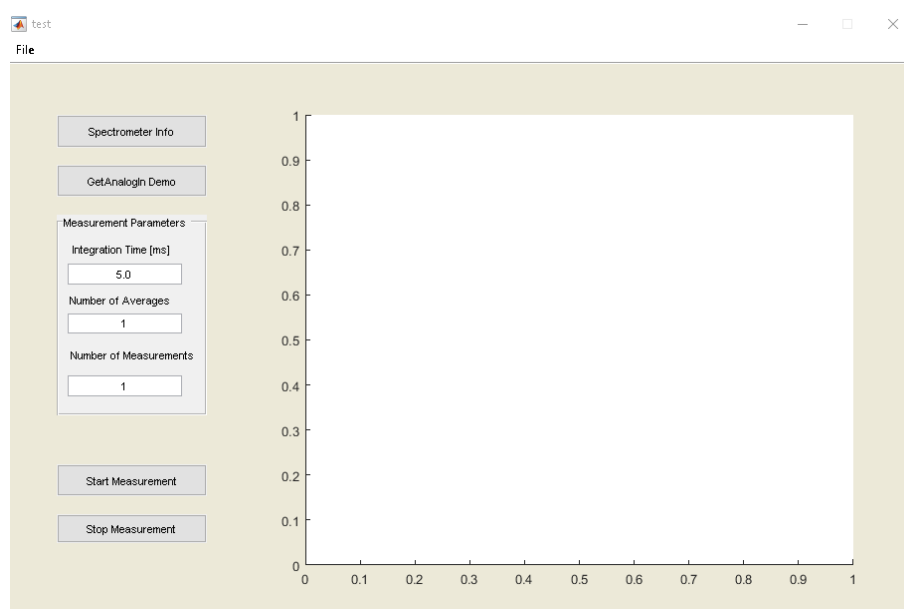 test
File
Spectrometer Info
GetAnalogIn Demo
Measurement Parameters
Integration Time [ms]
5.0
Number of Averages
1
Number of Measurements
1
Start Measurement
Stop Measurement
1
0.9
0.8
0.7
0.6
0.5
0.4
0.3
0.2
0.1
0
0 0.1 0.2 0.3 0.4 0.5 0.6 0.7 0.8 0.9 1